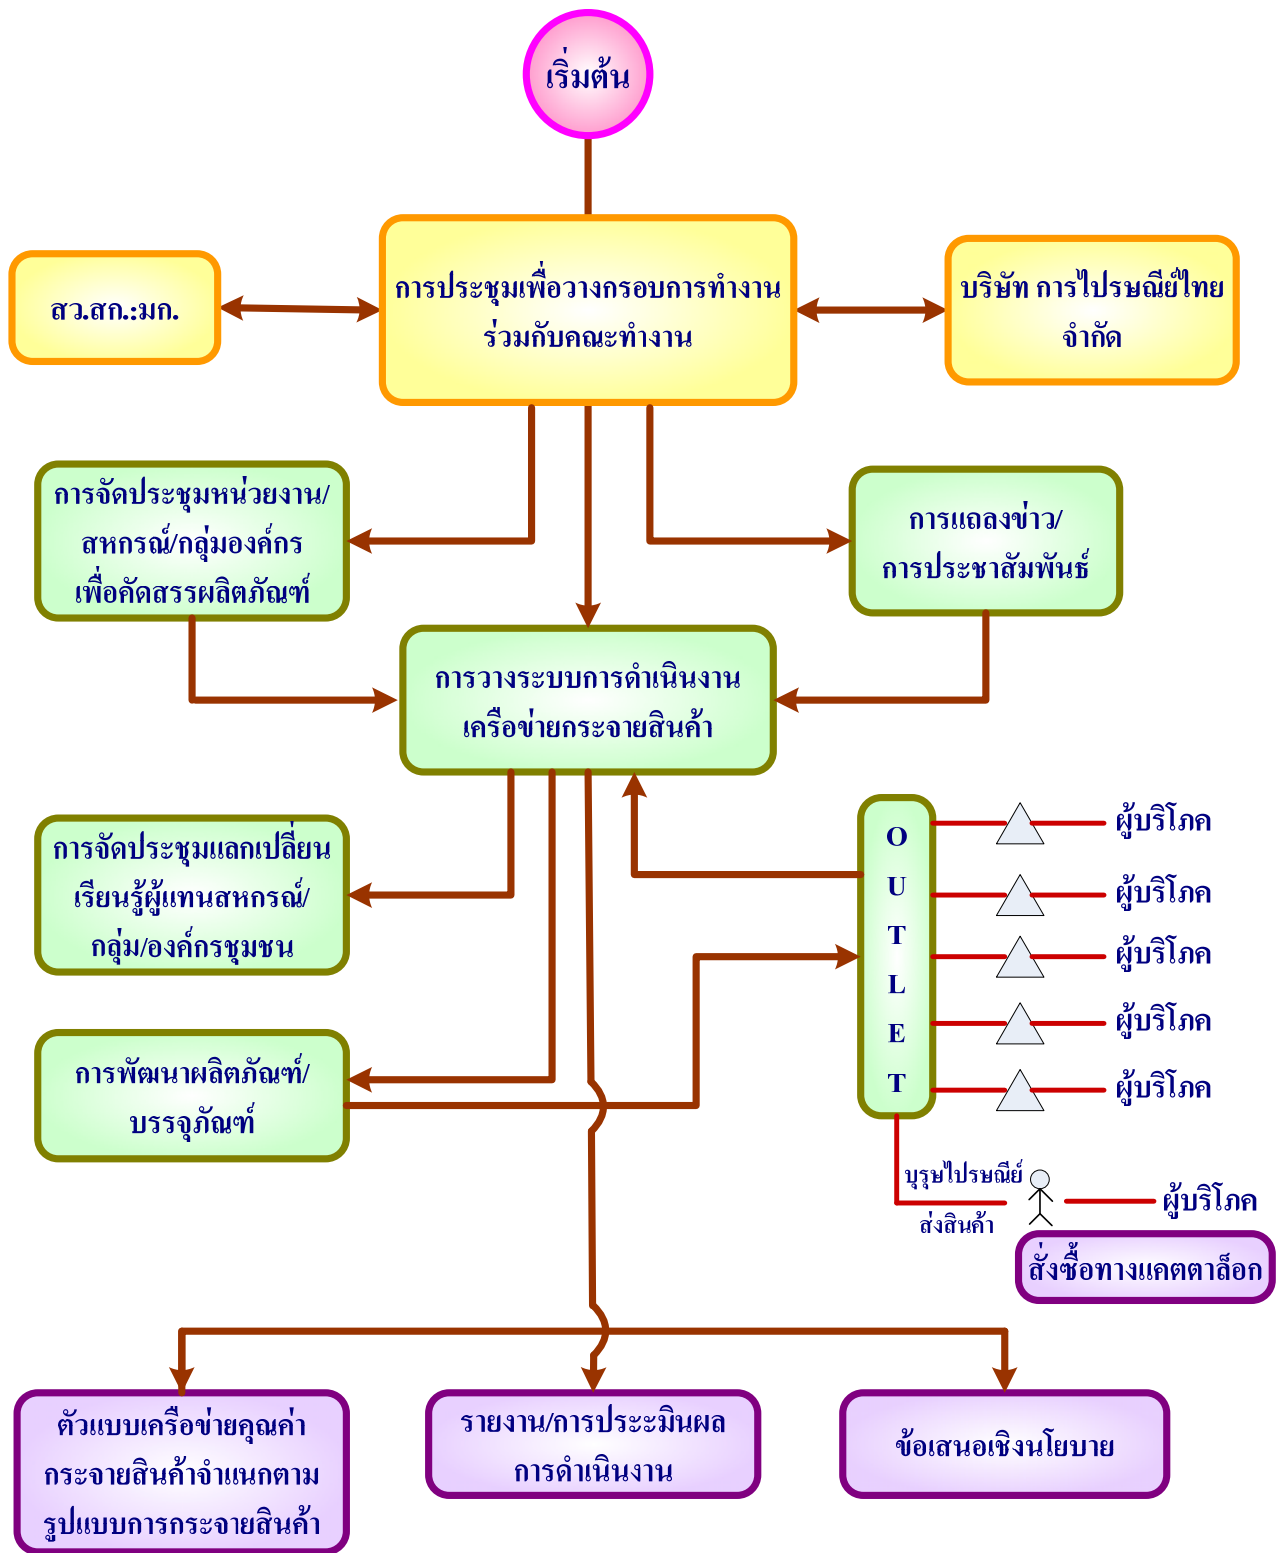 เริ่มต้น
สว.สก.:มก.
การประชุมเพื่อวางกรอบการทำงาน
ร่วมกับคณะทำงาน
บริษัท การไปรษณีย์ไทย
จำกัด
การจัดประชุมหน่วยงาน/
สหกรณ์/กลุ่มองค์กร
เพื่อคัดสรรผลิตภัณฑ์
การแถลงข่าว/
การประชาสัมพันธ์
การวางระบบการดำเนินงาน
เครือข่ายกระจายสินค้า
การจัดประชุมแลกเปลี่ยน
เรียนรู้ผู้แทนสหกรณ์/
กลุ่ม/องค์กรชุมชน
การพัฒนาผลิตภัณฑ์/
บรรจุภัณฑ์
O
U
T
L
E
T
ผู้บริโภค
ผู้บริโภค
ผู้บริโภค
ผู้บริโภค
ผู้บริโภค
บุรุษไปรษณีย์
ส่งสินค้า
ผู้บริโภค
สั่งซื้อทางแคตตาล็อก
ตัวแบบเครือข่ายคุณค่า
กระจายสินค้าจำแนกตาม
รูปแบบการกระจายสินค้า
รายงาน/การประะมินผล
การดำเนินงาน
ข้อเสนอเชิงนโยบาย